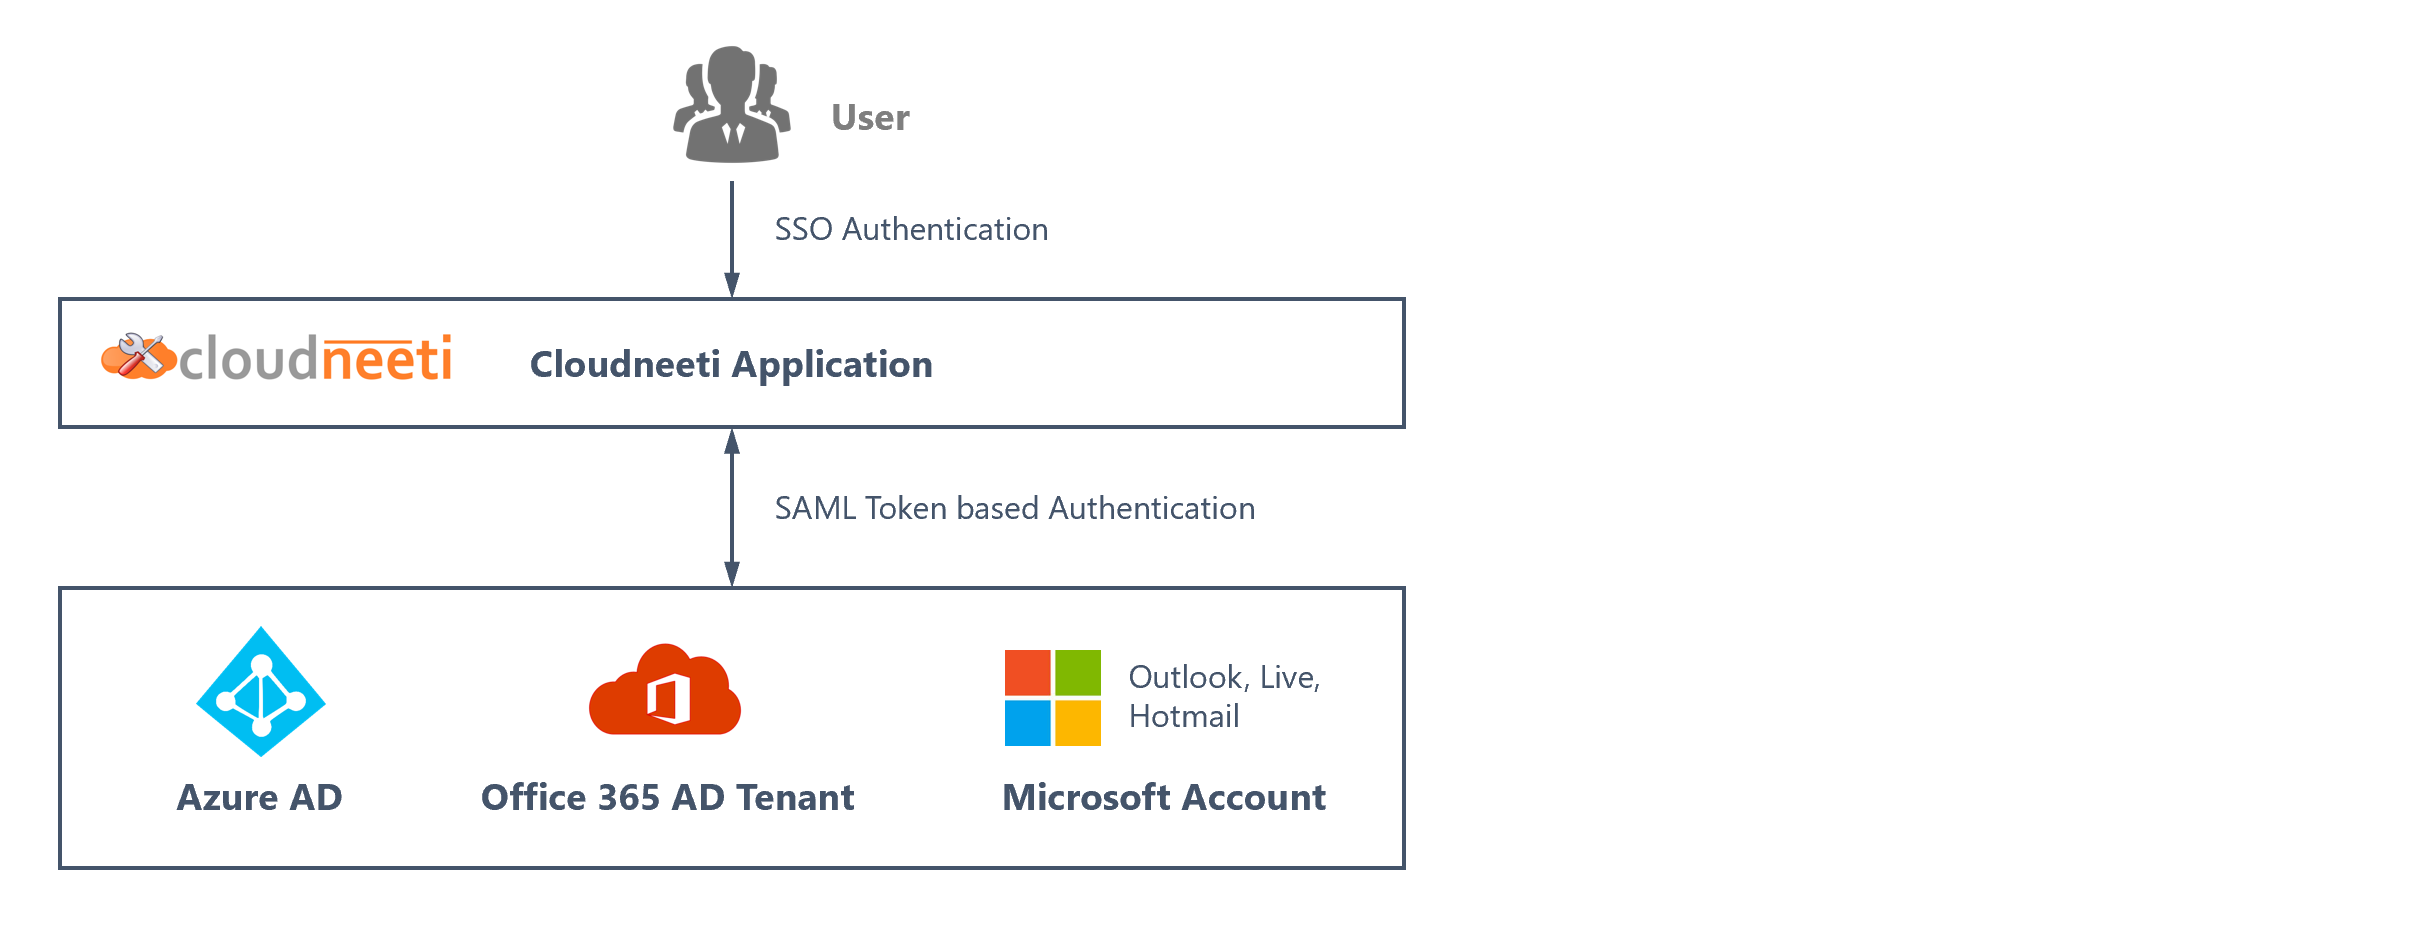 User
SSO Authentication
cloudneeti
Cloudneeti Application
SAML Token based Authentication
Outlook, Live,
Hotmail
Azure AD
Office 365 AD Tenant
Microsoft Account